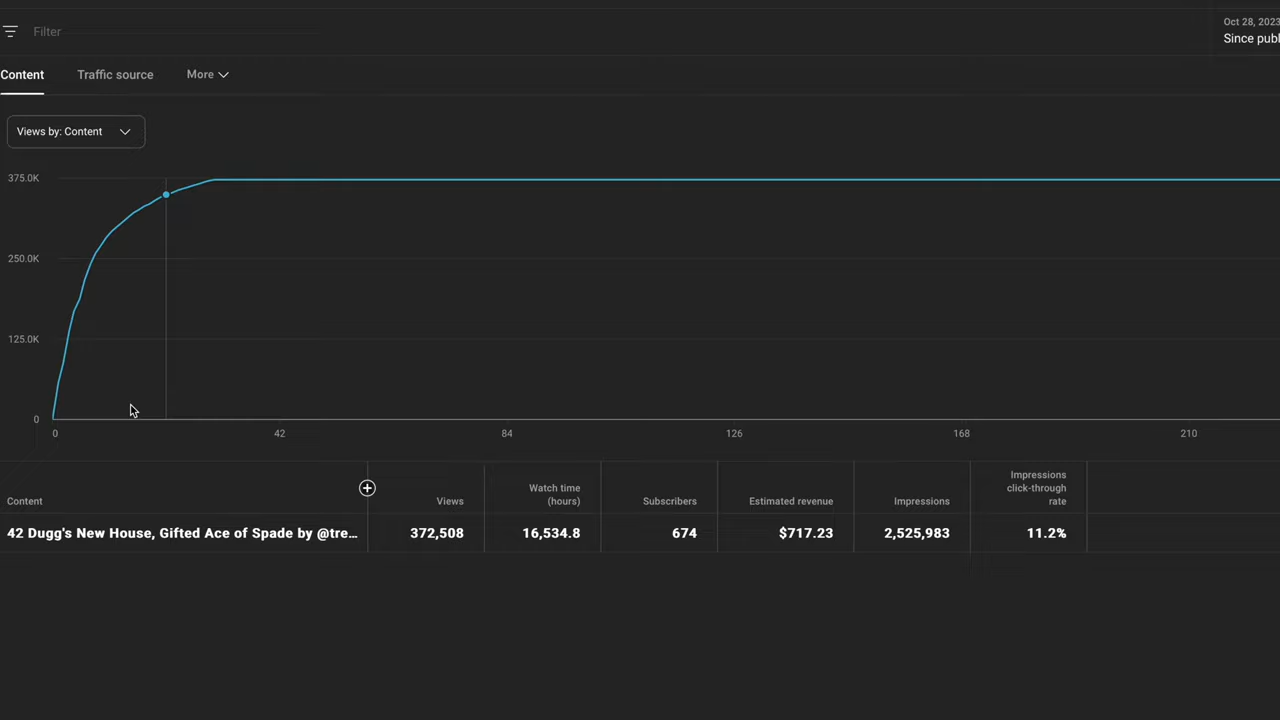 Filter
Oct 28, 2023
Since publ
Content
Traffic source
More
Views by: Content
375.0K
250.0K
125.0K
0
0
42
84
126
168
210
Content
Views
Watch time
(hours)
Subscribers
Estimated revenue
Impressions
Impressions
click-through
rate
42 Dugg's New House, Gifted Ace of Spade by @tre...
372,508
16,534.8
674
$717.23
2,525,983
11.2%